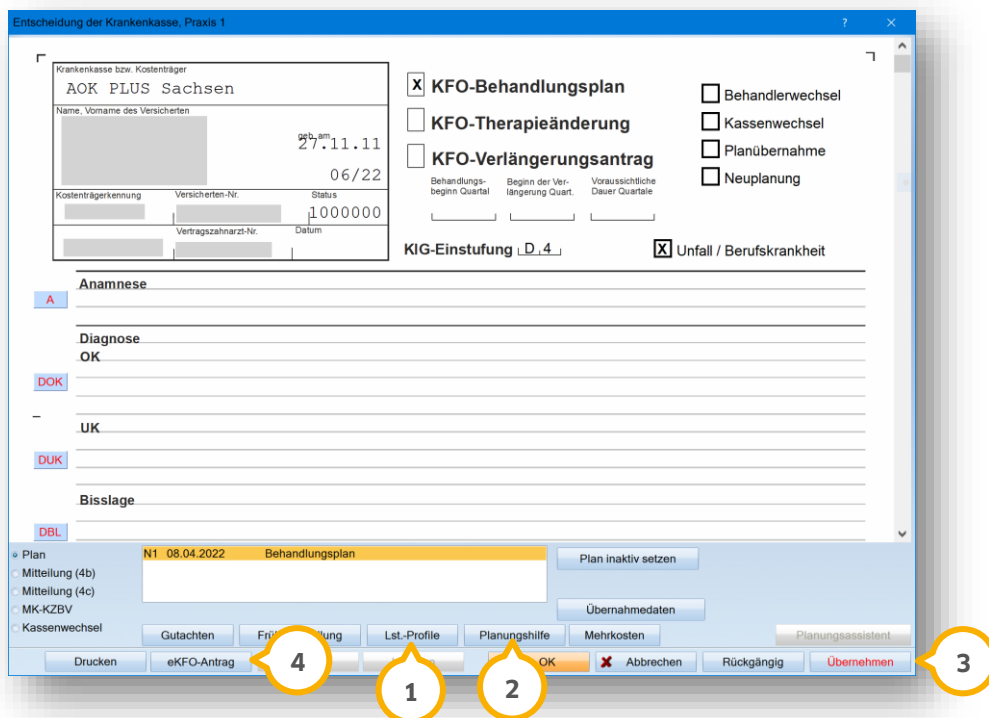 Entscheidung der Krankenkasse, Praxis 1
Krankenkasse bzw. Kostenträger
AOK PLUS Sachsen
Name, Vorname des Versicherten
geb. am
27.11.11
06/22
Kostenträgerkennung Versicherten-Nr. Status
1000000
Vertragszahnarzt-Nr. Datum
X KFO-Behandlungsplan
KFO-Therapieänderung
KFO-Verlängerungsantrag
Behandlungs-beginn Quartal
Beginn der Ver-längerung Quart.
Voraussichtliche Dauer Quartale
Behandlerwechsel
Kassenwechsel
Planübernahme
Neuplanung
KIG-Einstufung D 4
X Unfall / Berufskrankheit
Anamnese
A
Diagnose
OK
DOK
UK
DUK
Bisslage
DBL
Plan
Mitteilung (4b)
Mitteilung (4c)
MK-KZBV
Kassenwechsel
N1 08.04.2022 Behandlungsplan
Plan inaktiv setzen
Übernahmedaten
Gutachten
Lst.-Profile
Planungshilfe
Mehrkosten
Planungsassistent
Drucken
eKFO-Antrag
OK
Abbrechen
Rückgängig
Übernehmen
4
1
2
3